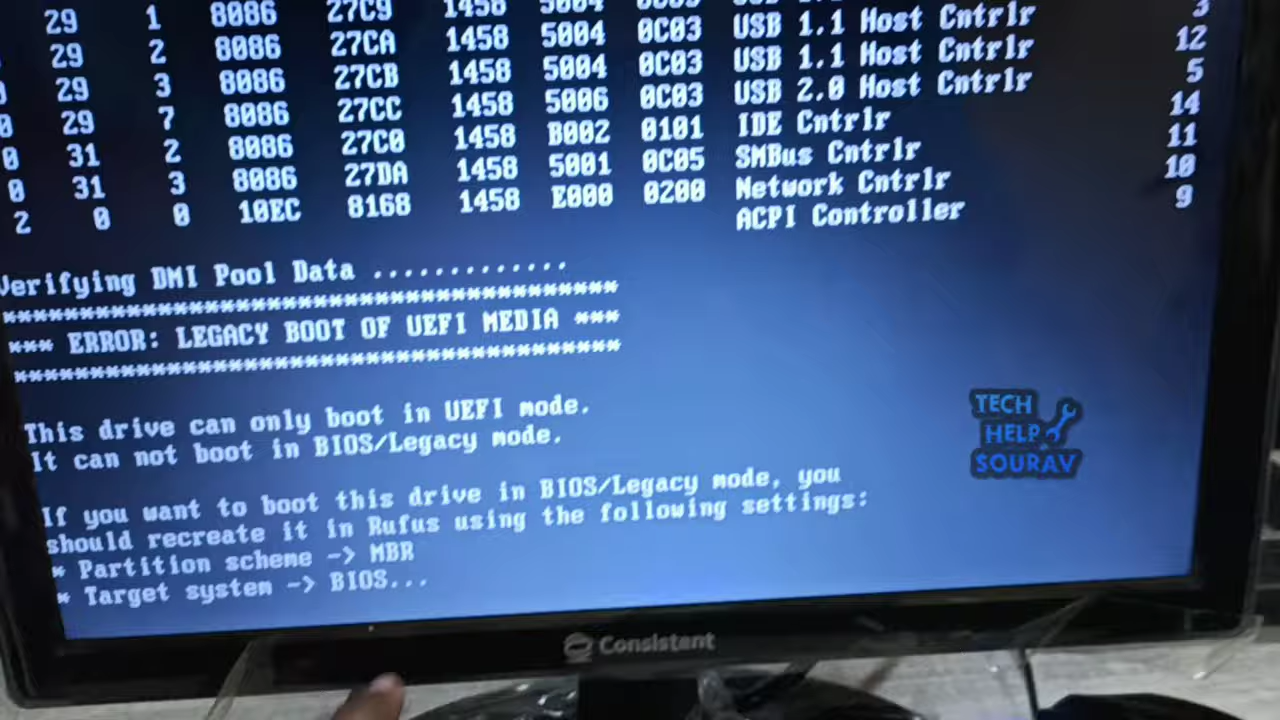 29 1 8086 27C9 1458 5004
29 2 8086 27CA 1458 5004 0C03 USB 1.1 Host Cntrlr 3
29 3 8086 27CB 1458 5004 0C03 USB 1.1 Host Cntrlr 12
0 29 7 8086 27CC 1458 5006 0C03 USB 2.0 Host Cntrlr 5
0 31 2 8086 27C0 1458 B002 0101 IDE Cntrlr 14
0 31 3 8086 27DA 1458 5001 0C05 SMBus Cntrlr 11
2 0 0 10EC 8168 1458 E000 0200 Network Cntrlr 10
ACPI Controller 9
Verifying DMI Pool Data .............
****************************************
*** ERROR: LEGACY BOOT OF UEFI MEDIA ***
****************************************
This drive can only boot in UEFI mode.
It can not boot in BIOS/Legacy mode.
If you want to boot this drive in BIOS/Legacy mode, you
should recreate it in Rufus using the following settings:
* Partition scheme -> MBR
* Target system -> BIOS...
TECH
HELP
SOURAV
Consistent